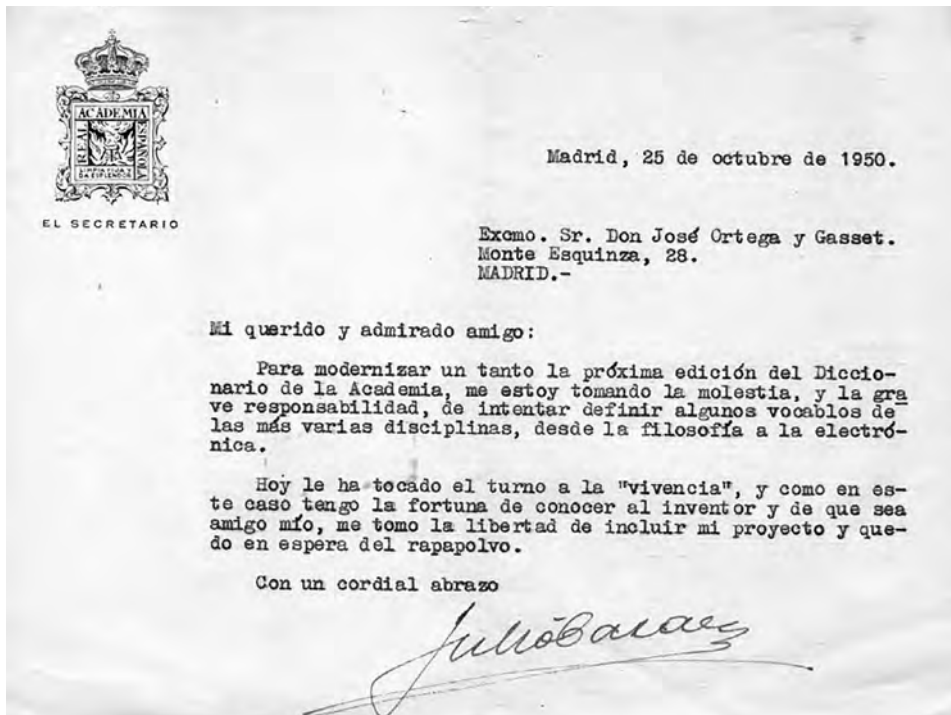 ACADEMIA
REAL
ESPAÑOLA
EL SECRETARIO
Madrid, 25 de octubre de 1950.
Excmo. Sr. Don José Ortega y Gasset.
Monte Esquinza, 28.
MADRID.-
Mi querido y admirado amigo:
Para modernizar un tanto la próxima edición del Diccio-
nario de la Academia, me estoy tomando la molestia, y la gra
ve responsabilidad, de intentar definir algunos vocablos de
las más varias disciplinas, desde la filosofía a la electró-
nica.
Hoy le ha tocado el turno a la "vivencia", y como en es-
te caso tengo la fortuna de conocer al inventor y de que sea
amigo mío, me tomo la libertad de incluir mi proyecto y que-
do en espera del rapapolvo.
Con un cordial abrazo
Julio Casares